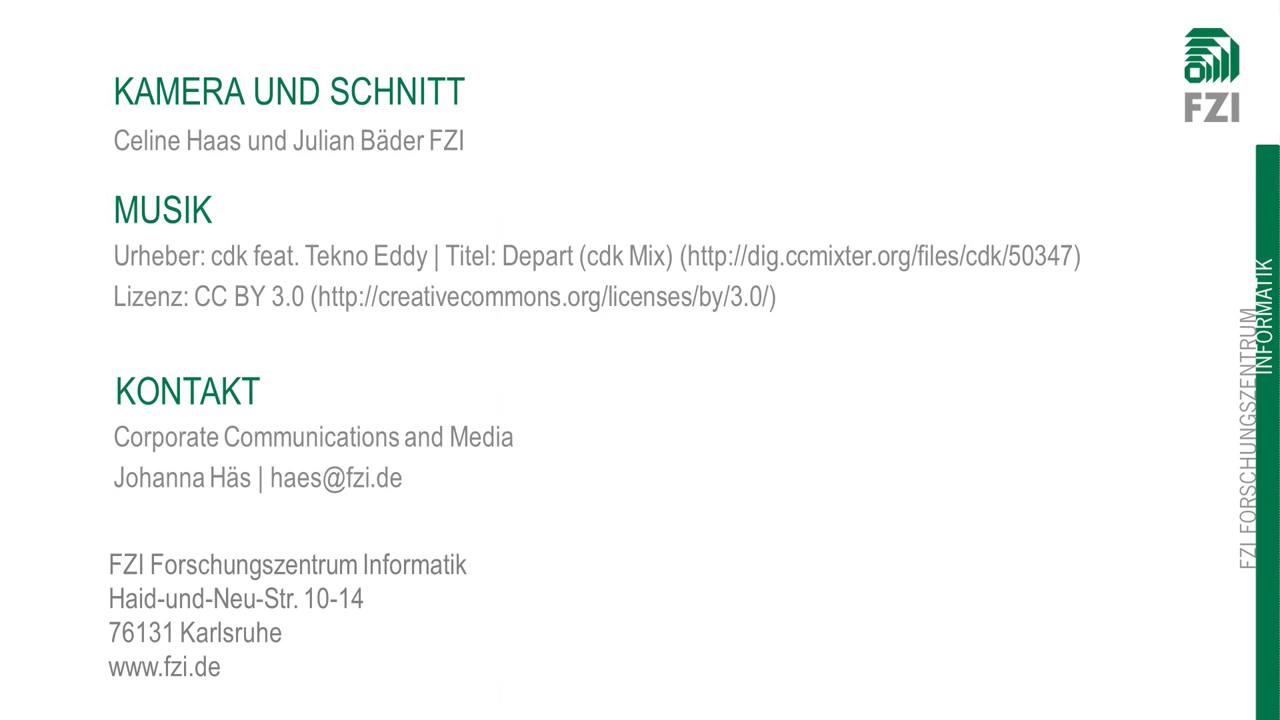 KAMERA UND SCHNITT
Celine Haas und Julian Bäder FZI
MUSIK
Urheber: cdk feat. Tekno Eddy | Titel: Depart (cdk Mix) (http://dig.ccmixter.org/files/cdk/50347)
Lizenz: CC BY 3.0 (http://creativecommons.org/licenses/by/3.0/)
KONTAKT
Corporate Communications and Media
Johanna Häs | haes@fzi.de
FZI Forschungszentrum Informatik
Haid-und-Neu-Str. 10-14
76131 Karlsruhe
www.fzi.de
FZI
FZI FORSCHUNGSZENTRUM
INFORMATIK